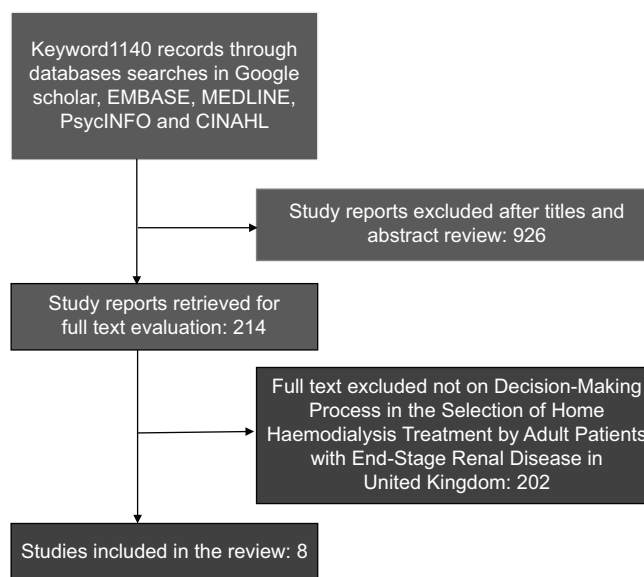 Keyword1140 records through
databases searches in Google
scholar, EMBASE, MEDLINE,
PsycINFO and CINAHL
Study reports excluded after titles and
abstract review: 926
Study reports retrieved for
full text evaluation: 214
Full text excluded not on Decision-Making
Process in the Selection of Home
Haemodialysis Treatment by Adult Patients
with End-Stage Renal Disease in
United Kingdom: 202
Studies included in the review: 8